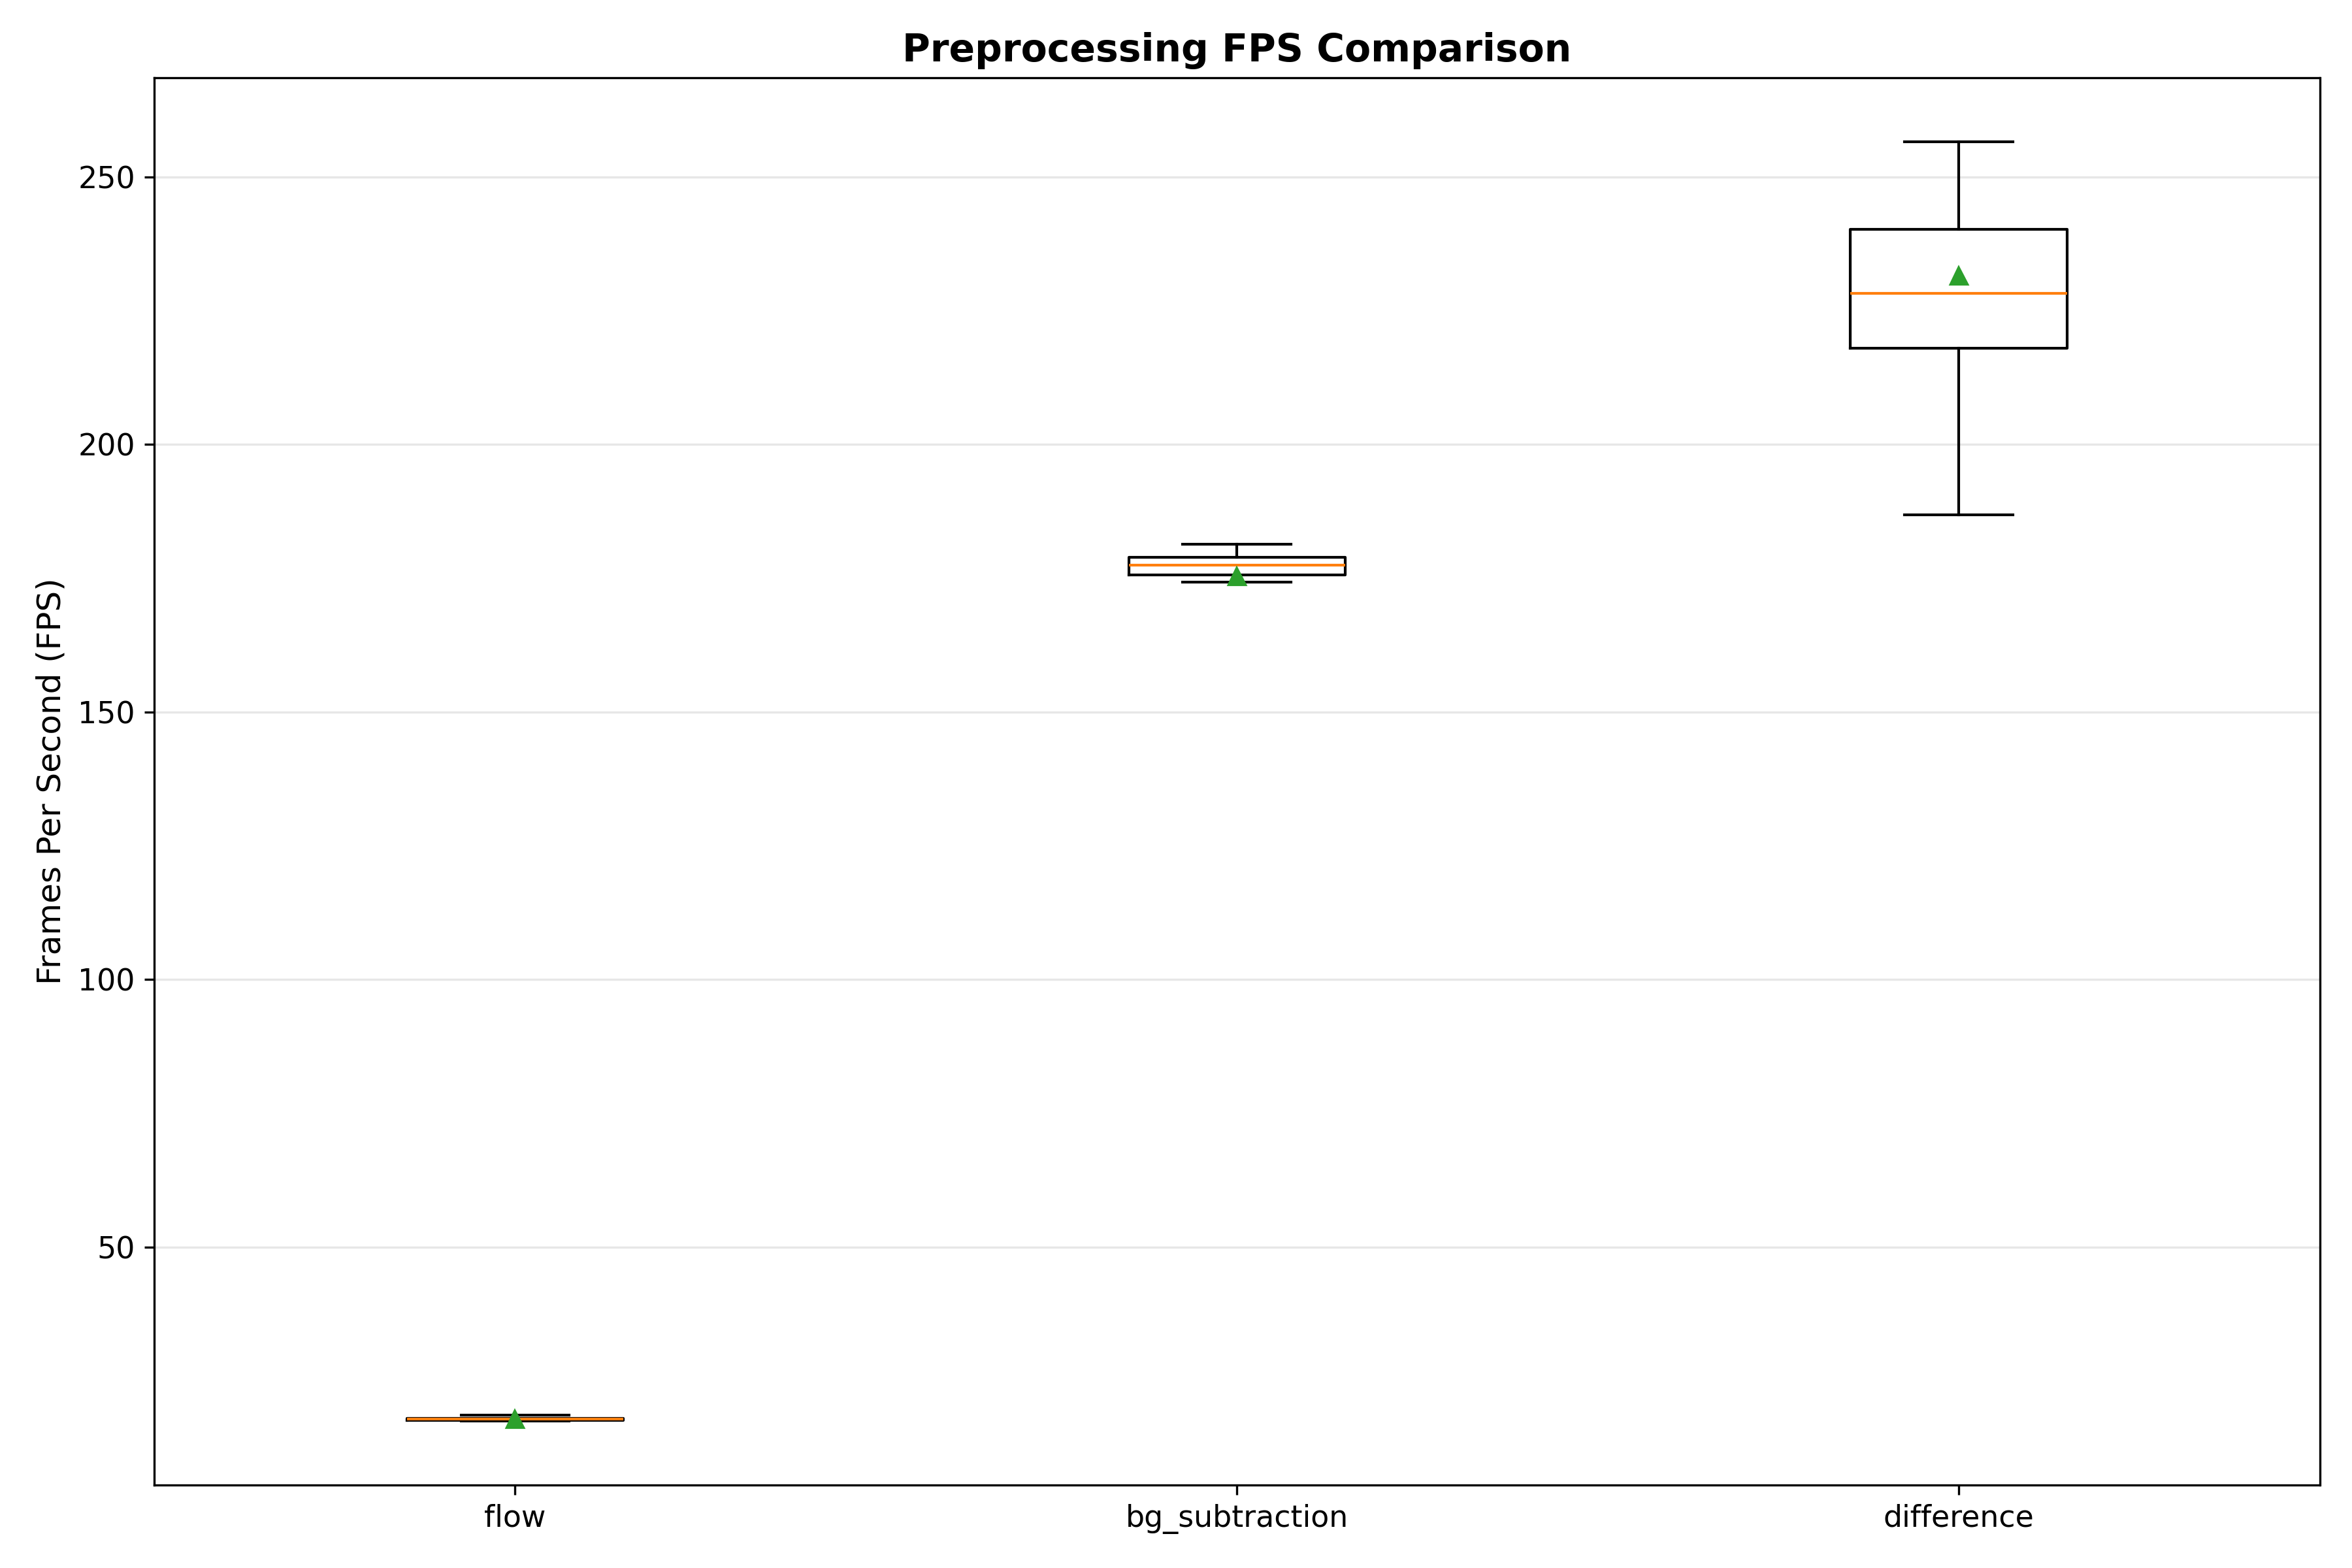 Preprocessing FPS Comparison
Frames Per Second (FPS)
250
200
150
100
50
flow
bg_subtraction
difference